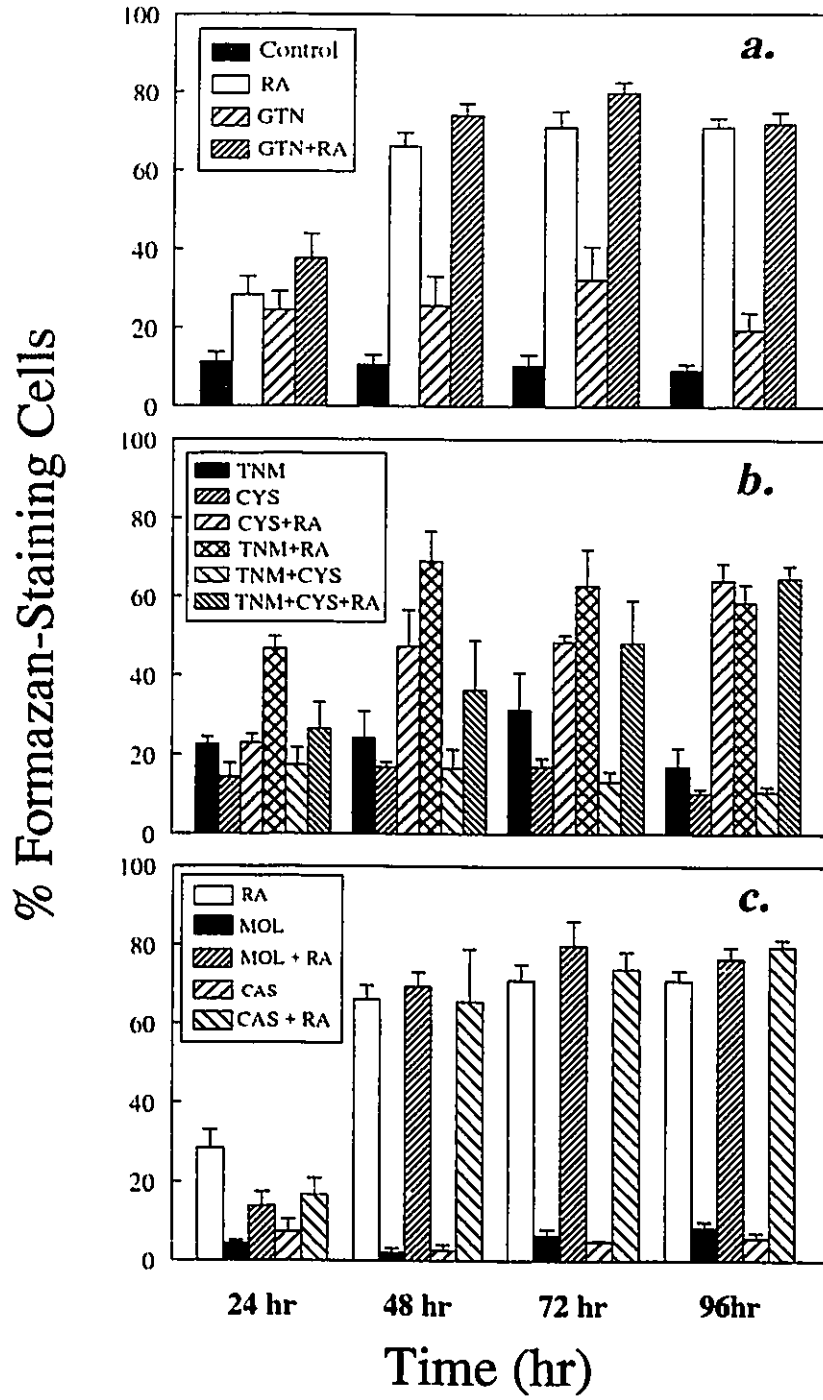 % Formazan-Staining Cells
a.
100
80
60
40
20
0
Control
RA
GTN
GTN+RA
b.
100
80
60
40
20
0
TNM
CYS
CYS+RA
TNM+RA
TNM+CYS
TNM+CYS+RA
c.
100
80
60
40
20
0
RA
MOL
MOL + RA
CAS
CAS + RA
24 hr 48 hr 72 hr 96hr
Time (hr)